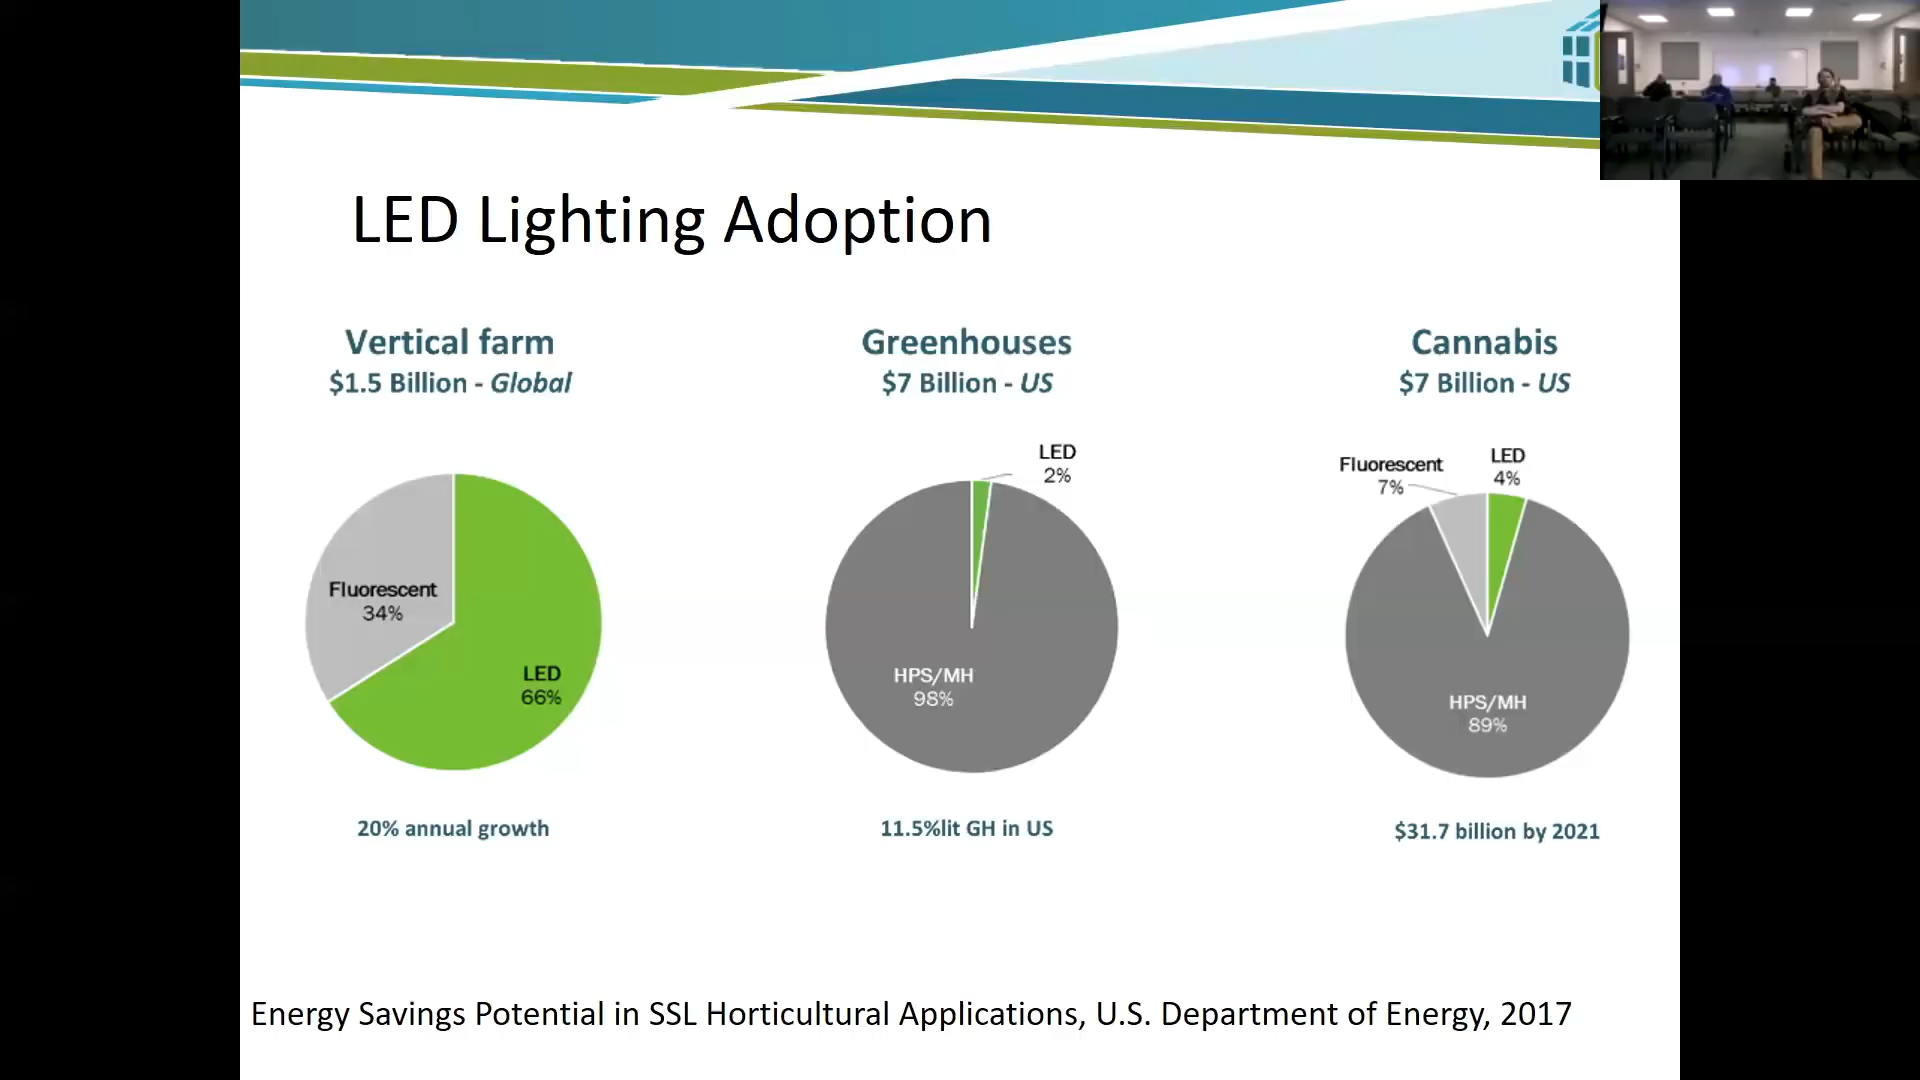 LED Lighting Adoption
Vertical farm
$1.5 Billion - Global
Fluorescent
34%
LED
66%
20% annual growth
Greenhouses
$7 Billion - US
LED
2%
HPS/MH
98%
11.5%lit GH in US
Cannabis
$7 Billion - US
Fluorescent
7%
LED
4%
HPS/MH
89%
$31.7 billion by 2021
Energy Savings Potential in SSL Horticultural Applications, U.S. Department of Energy, 2017